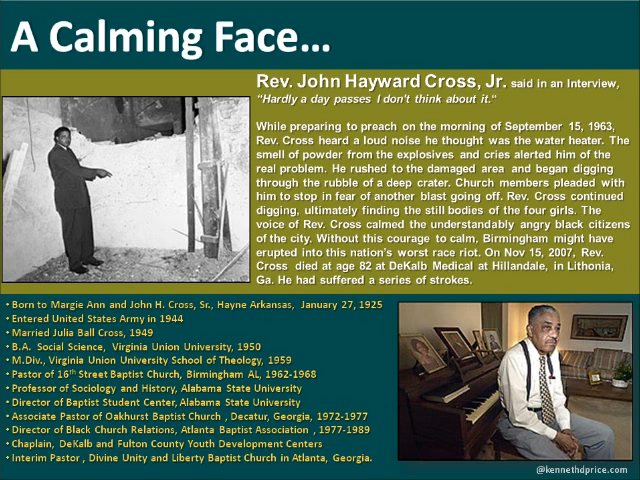 A Calming Face...
Rev. John Hayward Cross, Jr. said in an Interview,
"Hardly a day passes I don't think about it."
While preparing to preach on the morning of September 15, 1963,
Rev. Cross heard a loud noise he thought was the water heater. The
smell of powder from the explosives and cries alerted him of the
real problem. He rushed to the damaged area and began digging
through the rubble of a deep crater. Church members pleaded with
him to stop in fear of another blast going off. Rev. Cross continued
digging, ultimately finding the still bodies of the four girls. The
voice of Rev. Cross calmed the understandably angry black citizens
of the city. Without this courage to calm, Birmingham might have
erupted into this nation's worst race riot. On Nov 15, 2007, Rev.
Cross died at age 82 at DeKalb Medical at Hillandale, in Lithonia,
Ga. He had suffered a series of strokes.
• Born to Margie Ann and John H. Cross, Sr., Hayne Arkansas, January 27, 1925
• Entered United States Army in 1944
• Married Julia Ball Cross, 1949
• B.A. Social Science, Virginia Union University, 1950
• M.Div., Virginia Union University School of Theology, 1959
• Pastor of 16th Street Baptist Church, Birmingham AL, 1962-1968
• Professor of Sociology and History, Alabama State University
• Director of Baptist Student Center, Alabama State University
• Associate Pastor of Oakhurst Baptist Church , Decatur, Georgia, 1972-1977
• Director of Black Church Relations, Atlanta Baptist Association , 1977-1989
• Chaplain, DeKalb and Fulton County Youth Development Centers
• Interim Pastor , Divine Unity and Liberty Baptist Church in Atlanta, Georgia.
@kennethdprice.com